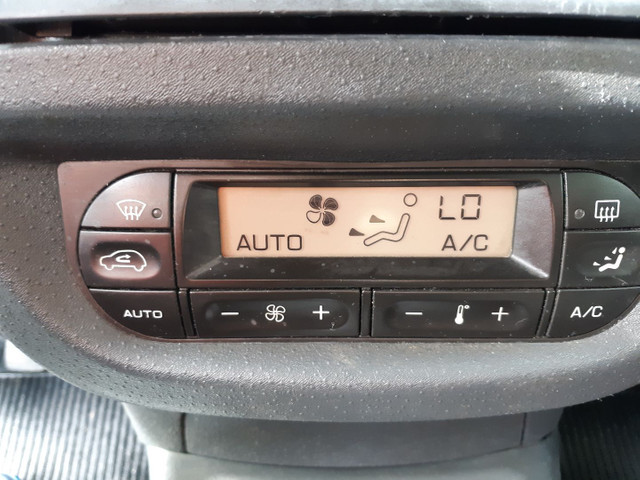 LO
AUTO A/C
AUTO - + - + A/C